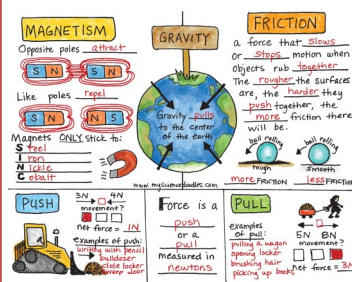 MAGNETISM
Opposite poles attract
S N S N
Like poles repel
S N N S
Magnets ONLY stick to:
Steel
Iron
Nickle
Cobalt
GRAVITY
Gravity pulls
to the center
of the earth
www.mysciencedoodles.com
FRICTION
a force that slows
or stops motion when
objects rub together
The rougher the surfaces
are, the harder they
push together, the
more friction there
will be.
ball rolling
ball rolling
rough
smooth
more FRICTION
less FRICTION
PUSH
3N 4N
movement?
net force = 1N
examples of push:
writing with pencil
bulldozer
close locker
Force is a
push
or a
pull
measured in
newtons
PULL
examples
of pull:
pulling a wagon
opening locker
brushing hair
picking up books
5N 8N
movement?
net force = 3N